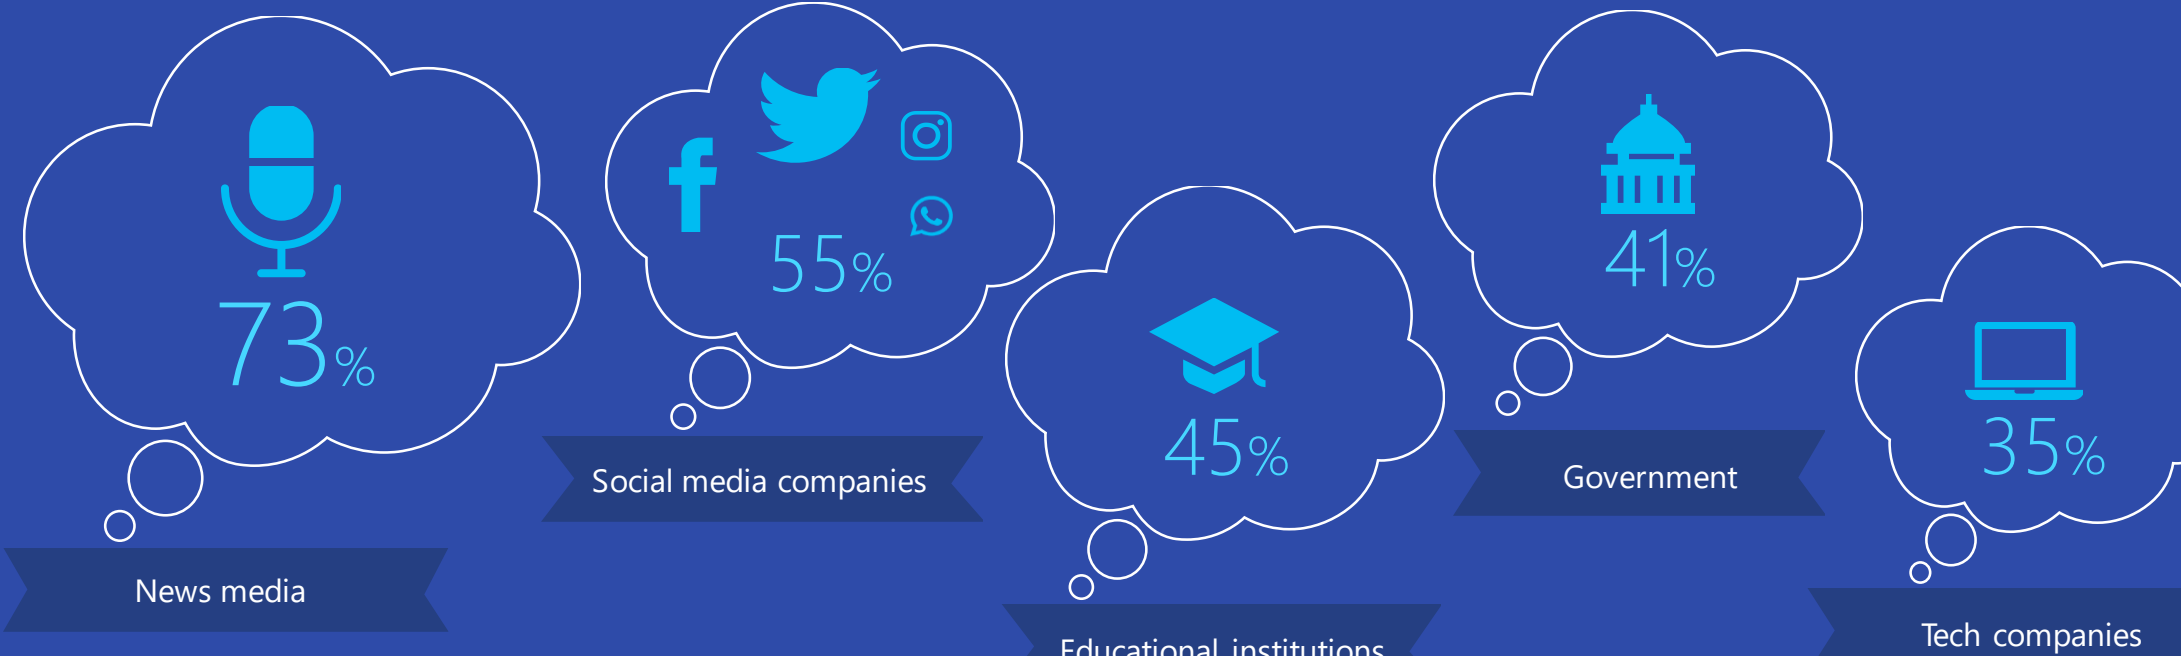 73%
News media
55%
Social media companies
45%
Educational institutions
41%
Government
35%
Tech companies